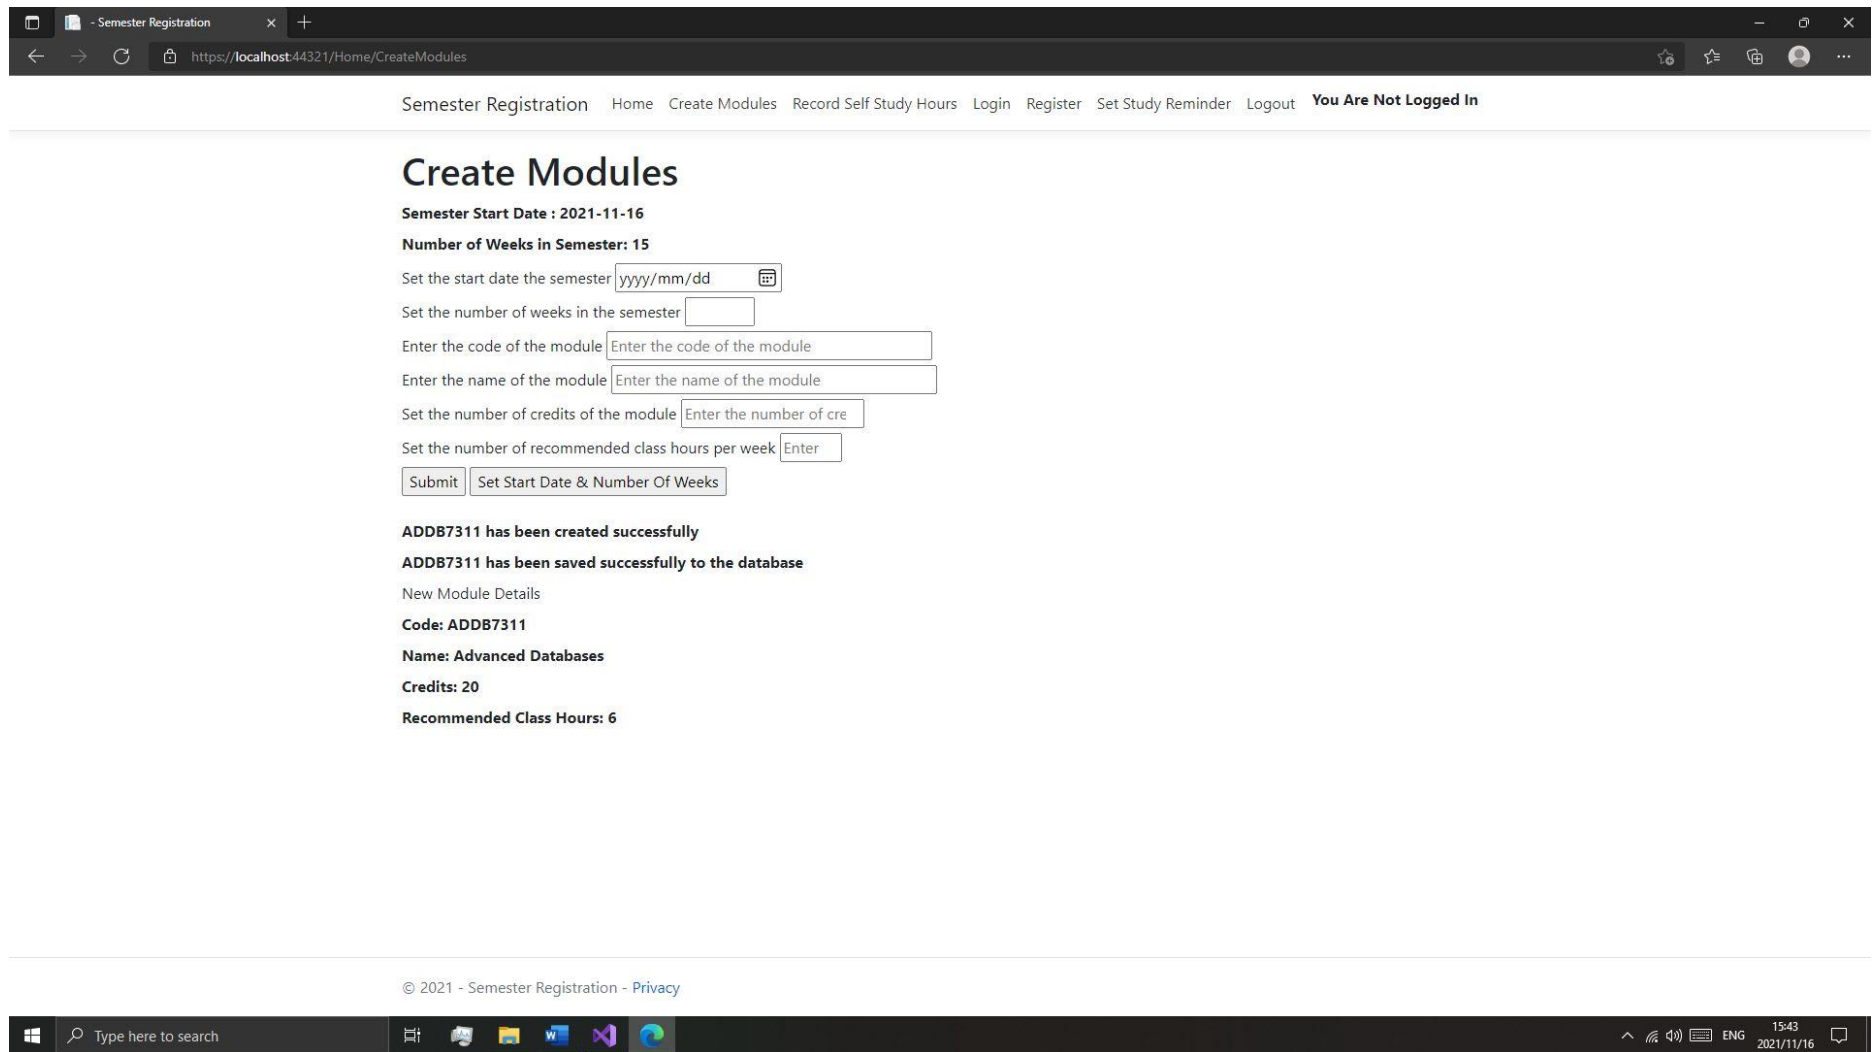 - Semester Registration
https://localhost:44321/Home/CreateModules
Semester Registration Home Create Modules Record Self Study Hours Login Register Set Study Reminder Logout You Are Not Logged In
Create Modules
Semester Start Date : 2021-11-16
Number of Weeks in Semester: 15
Set the start date the semester yyyy/mm/dd
Set the number of weeks in the semester
Enter the code of the module Enter the code of the module
Enter the name of the module Enter the name of the module
Set the number of credits of the module Enter the number of cre
Set the number of recommended class hours per week Enter
Submit Set Start Date & Number Of Weeks
ADDB7311 has been created successfully
ADDB7311 has been saved successfully to the database
New Module Details
Code: ADDB7311
Name: Advanced Databases
Credits: 20
Recommended Class Hours: 6
© 2021 - Semester Registration - Privacy
Type here to search W ENG 15:43
2021/11/16